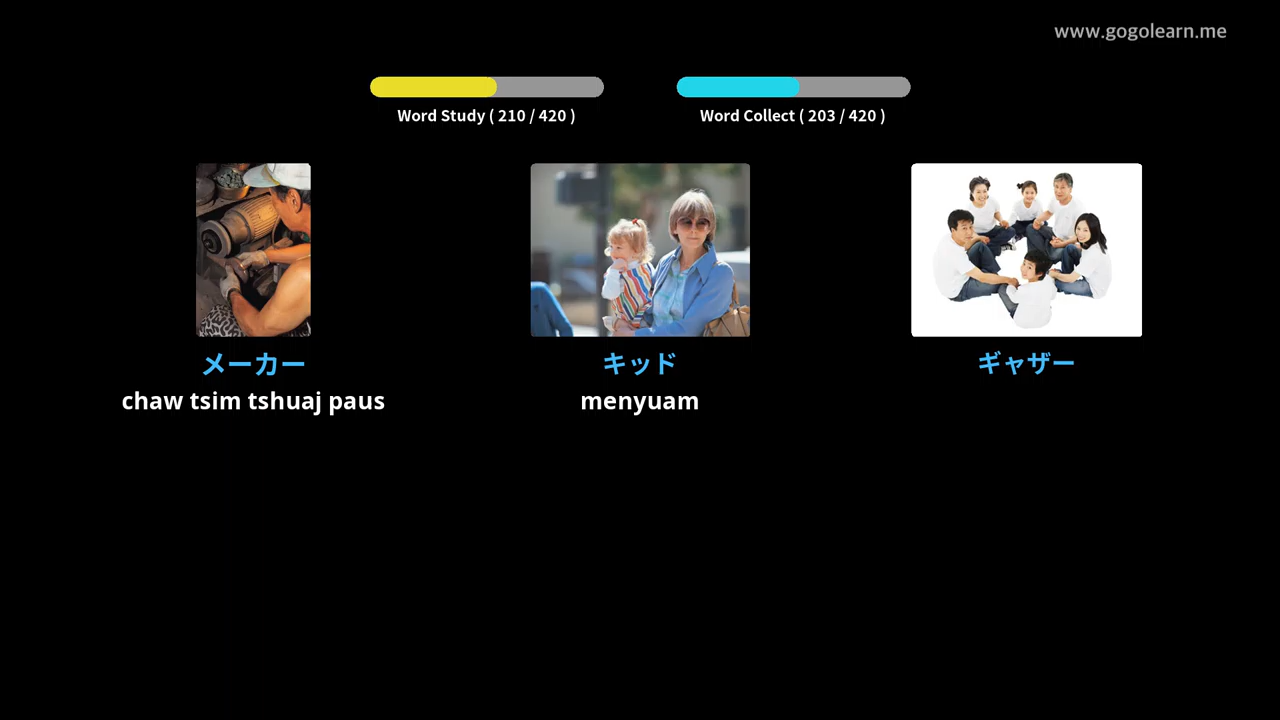 www.gogolearn.me
Word Study ( 210 / 420 )
Word Collect ( 203 / 420 )
メーカー
キッド
ギャザー
chaw tsim tshuaj paus
menyuam